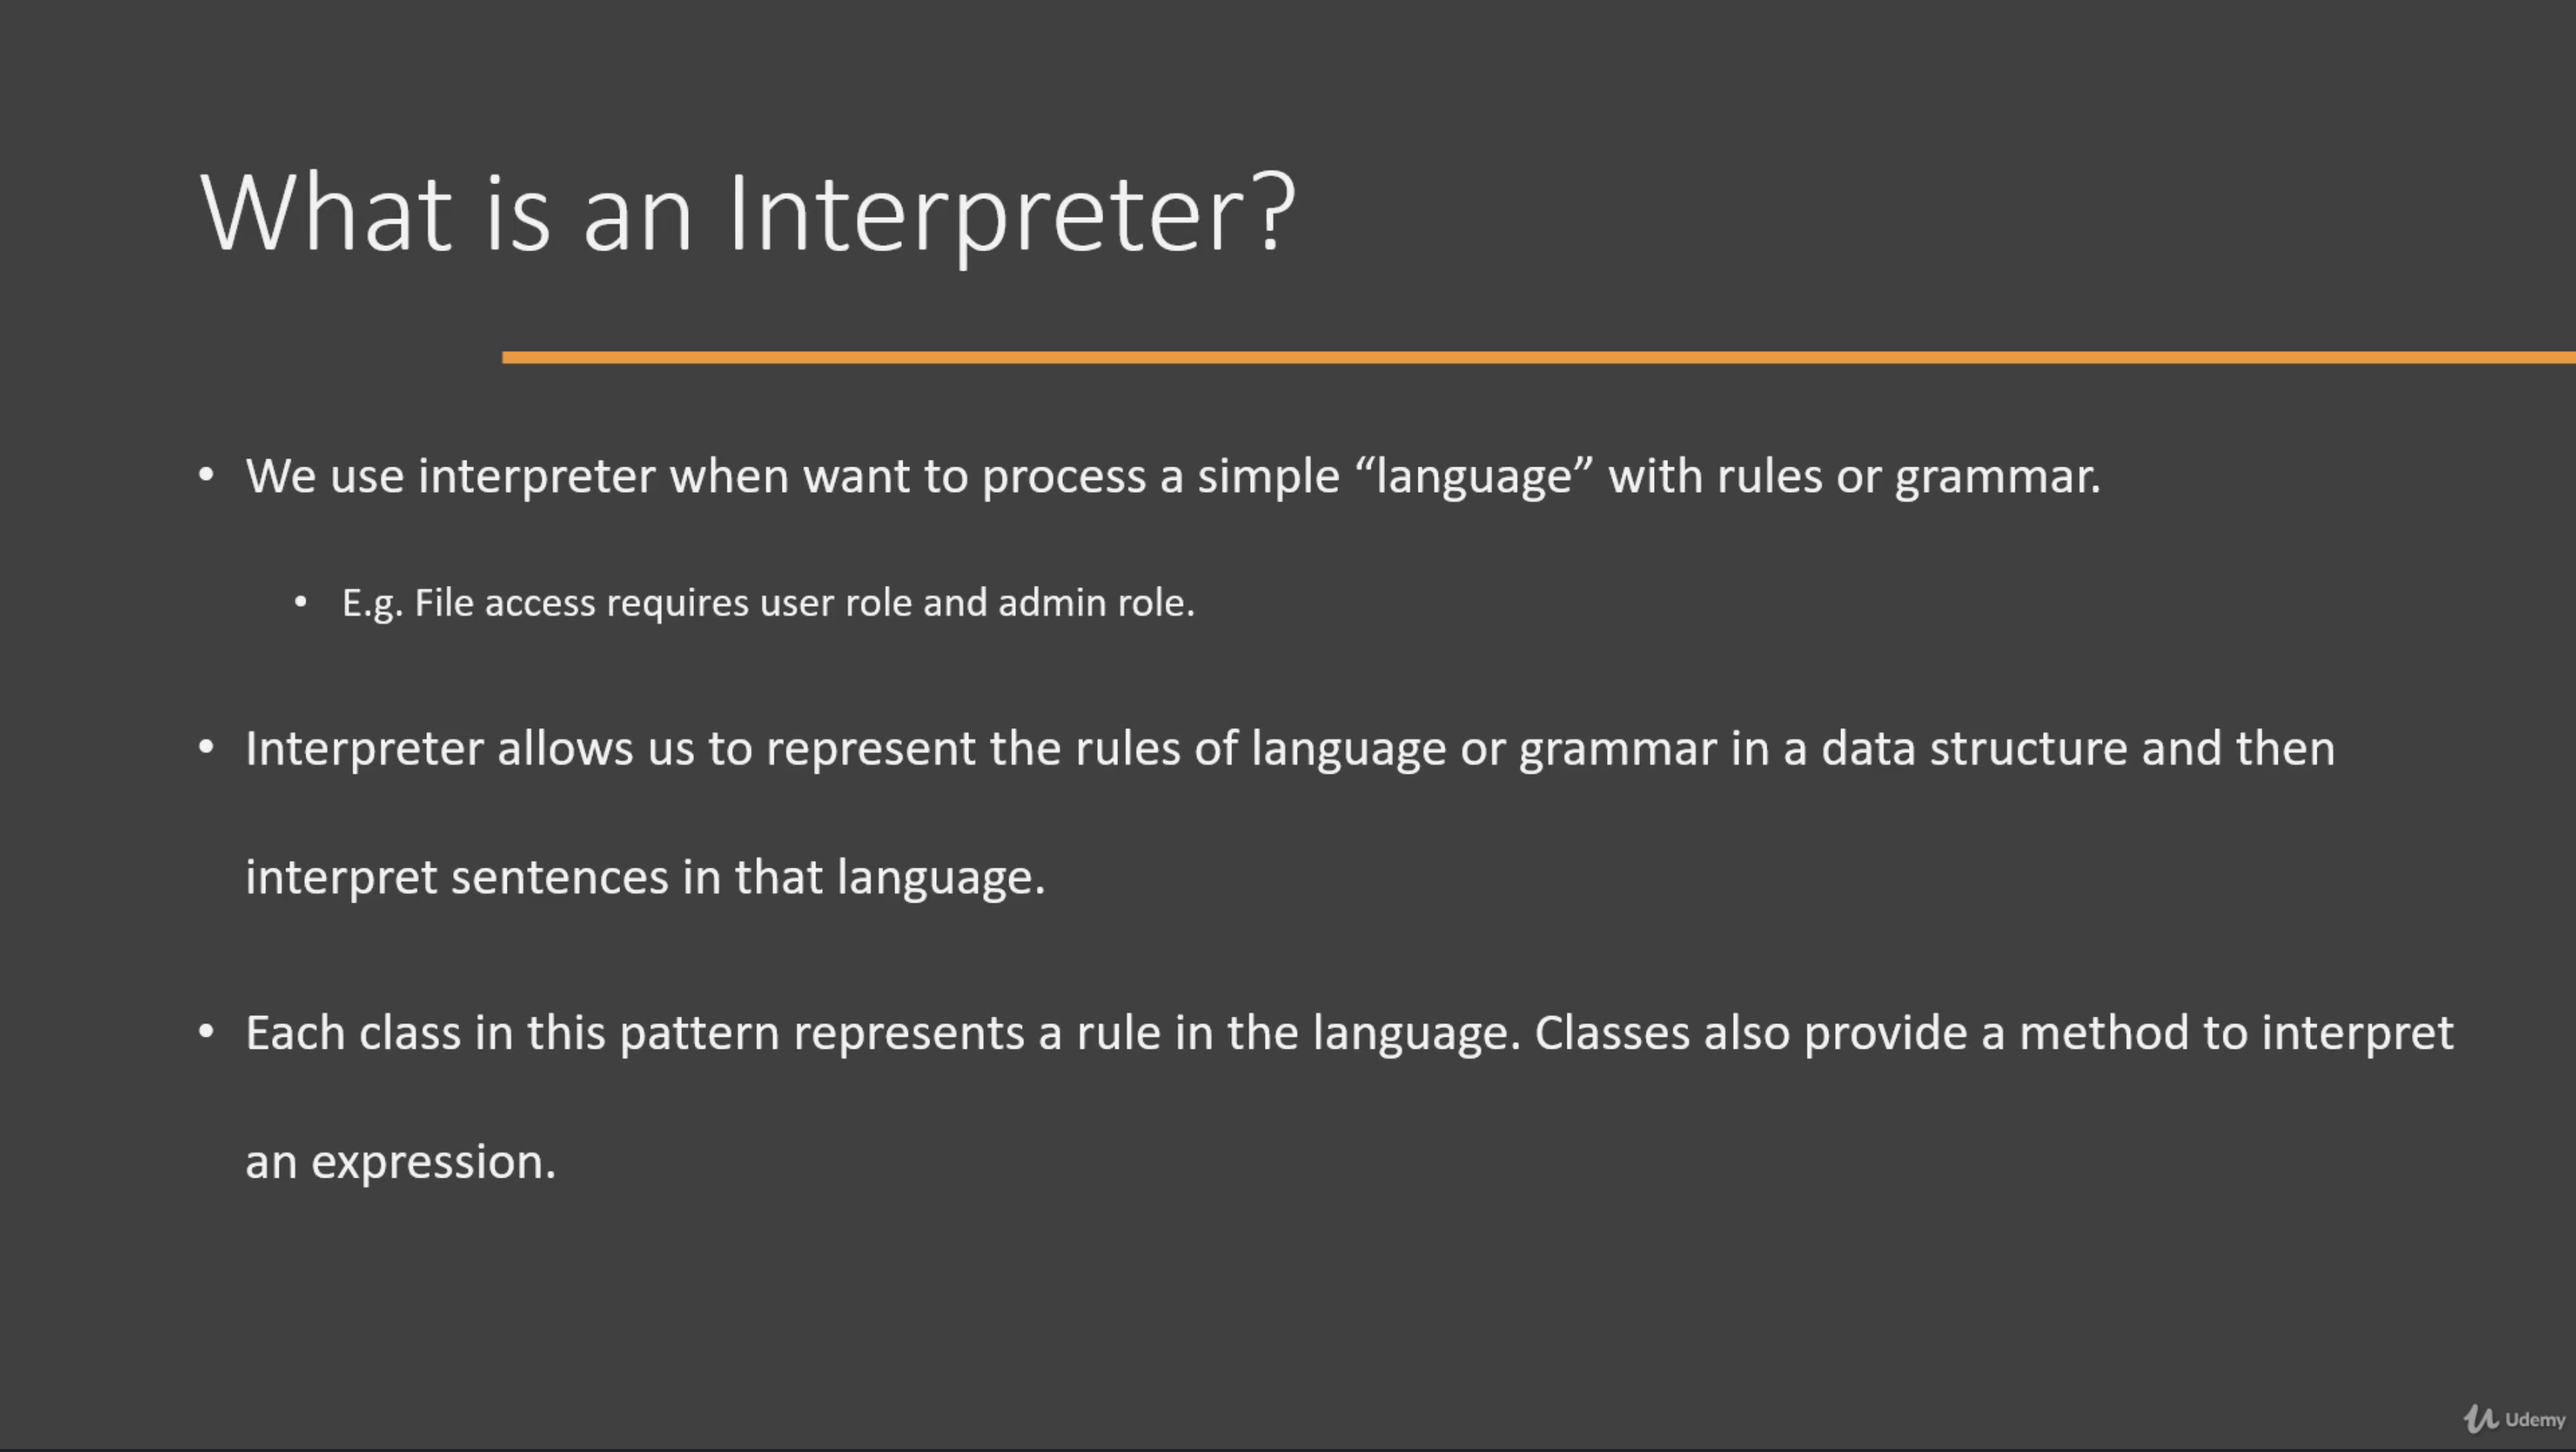 What is an Interpreter?
• We use interpreter when want to process a simple “language” with rules or grammar.
• E.g. File access requires user role and admin role.
• Interpreter allows us to represent the rules of language or grammar in a data structure and then
interpret sentences in that language.
• Each class in this pattern represents a rule in the language. Classes also provide a method to interpret
an expression.
Udemy